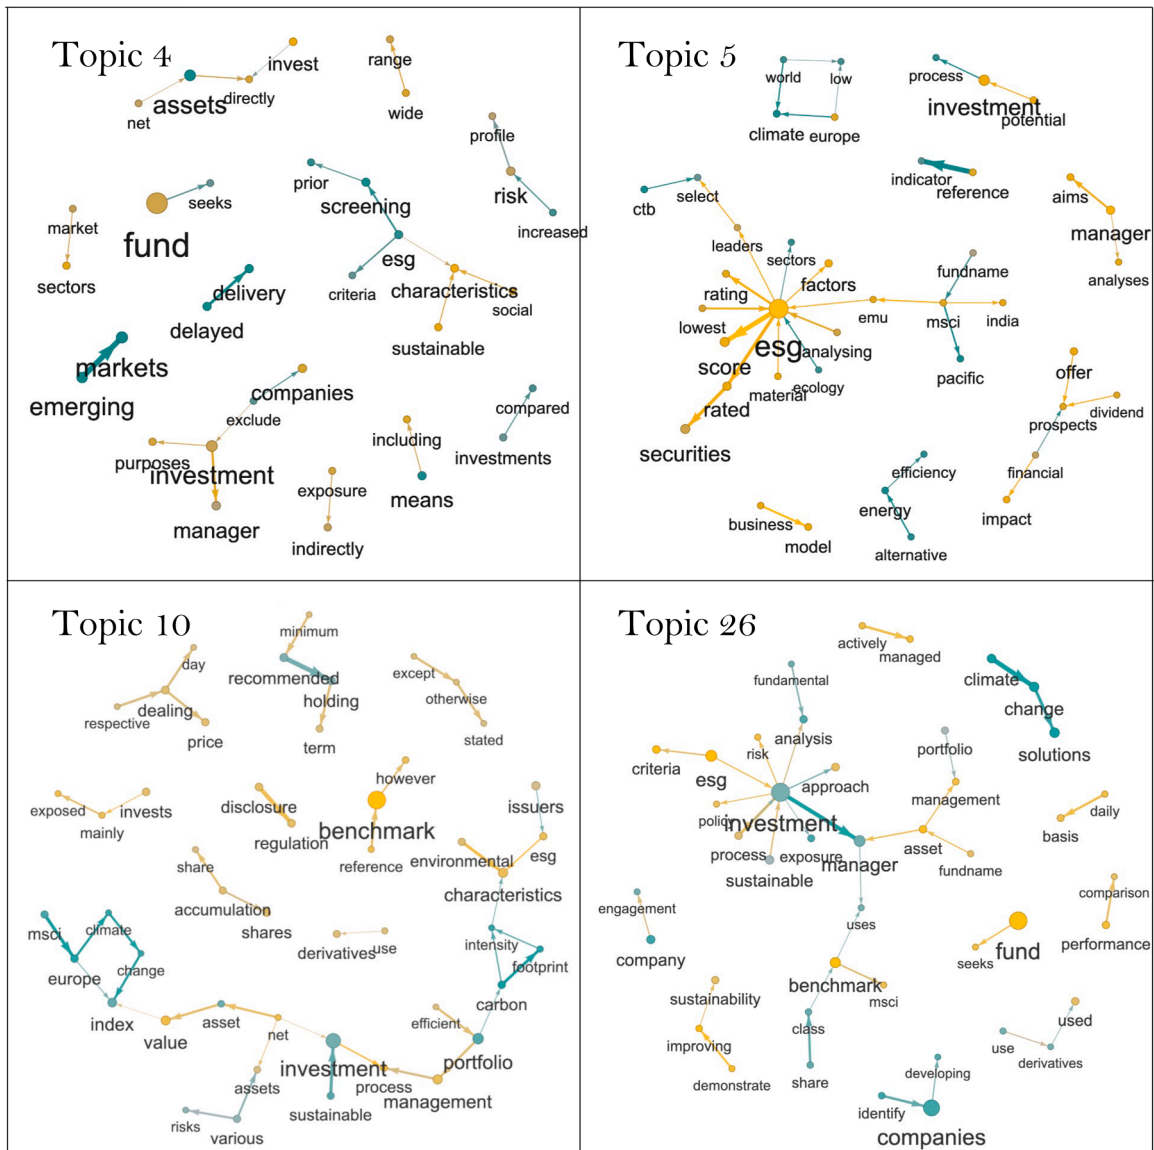 Topic 4
invest
assets
directly
net
range
wide
profile
risk
increased
prior
screening
seeks
fund
market
sectors
esg
criteria
characteristics
social
sustainable
delivery
delayed
markets
emerging
companies
exclude
purposes
investment
manager
including
means
exposure
indirectly
compared
investments
Topic 5
world
low
climate
europe
process
investment
potential
indicator
reference
aims
manager
analyses
ctb
select
leaders
sectors
rating
factors
lowest
esg
analysing
score
material
ecology
rated
securities
emu
fundname
msci
india
pacific
offer
dividend
prospects
financial
impact
efficiency
energy
alternative
business
model
Topic 10
minimum
day
recommended
holding
term
dealing
respective
price
except
otherwise
stated
however
exposed
invests
mainly
disclosure
regulation
benchmark
reference
issuers
esg
environmental
characteristics
share
accumulation
shares
derivatives
use
msci
climate
europe
change
index
intensity
footprint
carbon
value
asset
net
efficient
portfolio
investment
process
management
assets
sustainable
risks
various
Topic 26
actively
managed
fundamental
climate
change
solutions
analysis
risk
criteria
esg
approach
portfolio
management
policy
investment
process
exposure
sustainable
manager
asset
fundname
daily
basis
engagement
company
uses
comparison
performance
seeks
fund
benchmark
msci
sustainability
class
improving
share
demonstrate
used
use
derivatives
developing
identify
companies